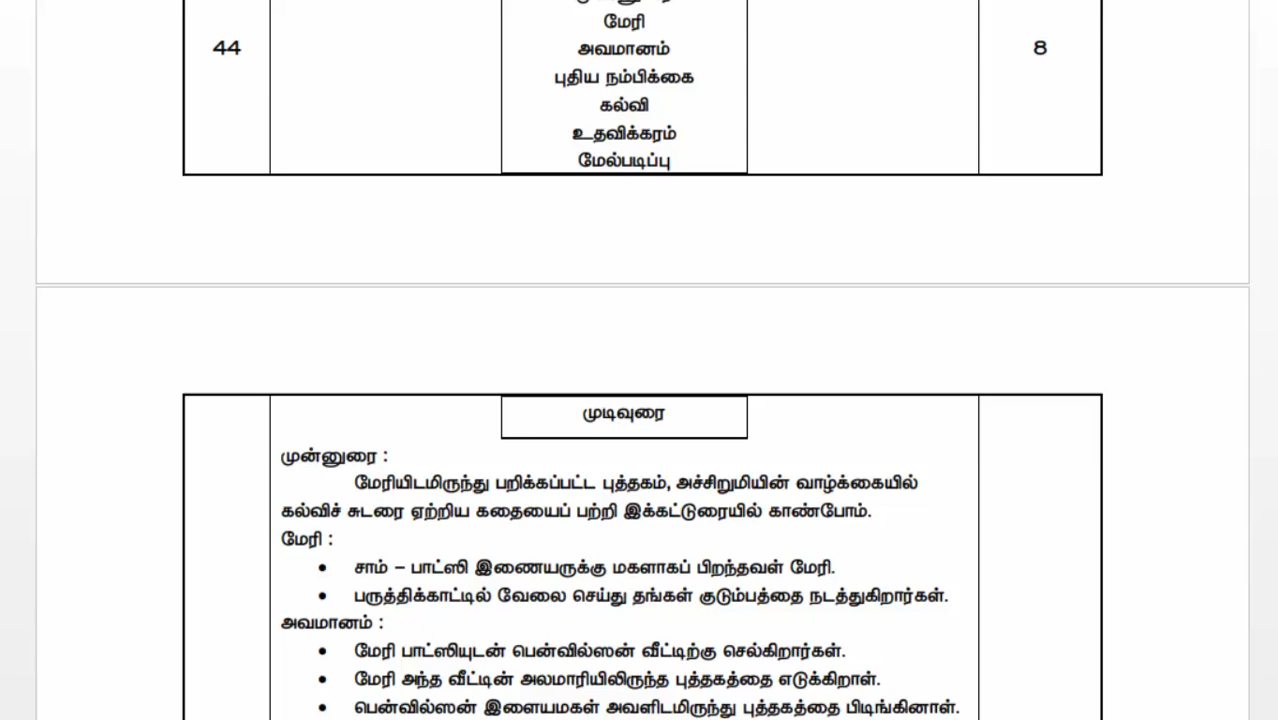 மேரி
44
அவமானம்
8
புதிய நம்பிக்கை
கல்வி
உதவிக்கரம்
மேல்படிப்பு
முடிவுரை
முன்னுரை :
மேரியிடமிருந்து பறிக்கப்பட்ட புத்தகம், அச்சிறுமியின் வாழ்க்கையில்
கல்விச் சுடரை ஏற்றிய கதையைப் பற்றி இக்கட்டுரையில் காண்போம்.
மேரி :
• சாம் – பாட்ஸி இணையருக்கு மகளாகப் பிறந்தவள் மேரி.
• பருத்திக்காட்டில் வேலை செய்து தங்கள் குடும்பத்தை நடத்துகிறார்கள்.
அவமானம் :
• மேரி பாட்ஸியுடன் பென்வில்ஸன் வீட்டிற்கு செல்கிறார்கள்.
• மேரி அந்த வீட்டின் அலமாரியிலிருந்த புத்தகத்தை எடுக்கிறாள்.
• பென்வில்ஸன் இளையமகள் அவளிடமிருந்து புத்தகத்தை பிடிங்கினாள்.